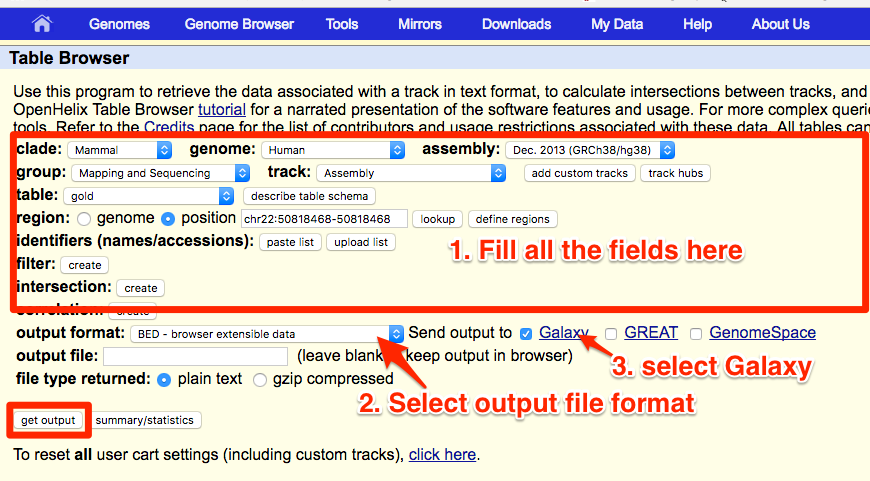 Genomes Genome Browser Tools Mirrors Downloads My Data Help About Us
Table Browser
Use this program to retrieve the data associated with a track in text format, to calculate intersections between tracks, and
OpenHelix Table Browser tutorial for a narrated presentation of the software features and usage. For more complex querie
tools. Refer to the Credits page for the list of contributors and usage restrictions associated with these data. All tables can
clade: Mammal genome: Human assembly: Dec. 2013 (GRCh38/hg38)
group: Mapping and Sequencing track: Assembly add custom tracks track hubs
table: gold describe table schema
region: genome position chr22:50818468-50818468 lookup define regions
identifiers (names/accessions): paste list upload list
1. Fill all the fields here
filter: create
intersection: create
correlation: create
output format: BED - browser extensible data Send output to Galaxy GREAT GenomeSpace
output file: (leave blank keep output in browser)
3. select Galaxy
file type returned: plain text gzip compressed
2. Select output file format
get output summary/statistics
To reset all user cart settings (including custom tracks), click here.